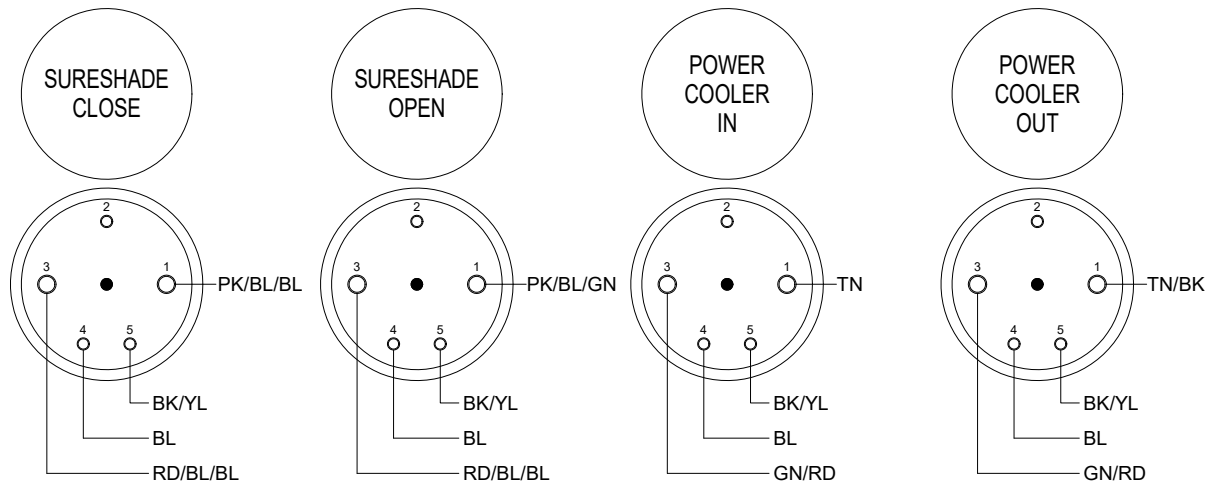 SURESHADE
CLOSE
SURESHADE
OPEN
POWER
COOLER
IN
POWER
COOLER
OUT
2
3
1
PK/BL/BL
4
5
BK/YL
BL
RD/BL/BL
2
3
1
PK/BL/GN
4
5
BK/YL
BL
RD/BL/BL
2
3
1
TN
4
5
BK/YL
BL
GN/RD
2
3
1
TN/BK
4
5
BK/YL
BL
GN/RD